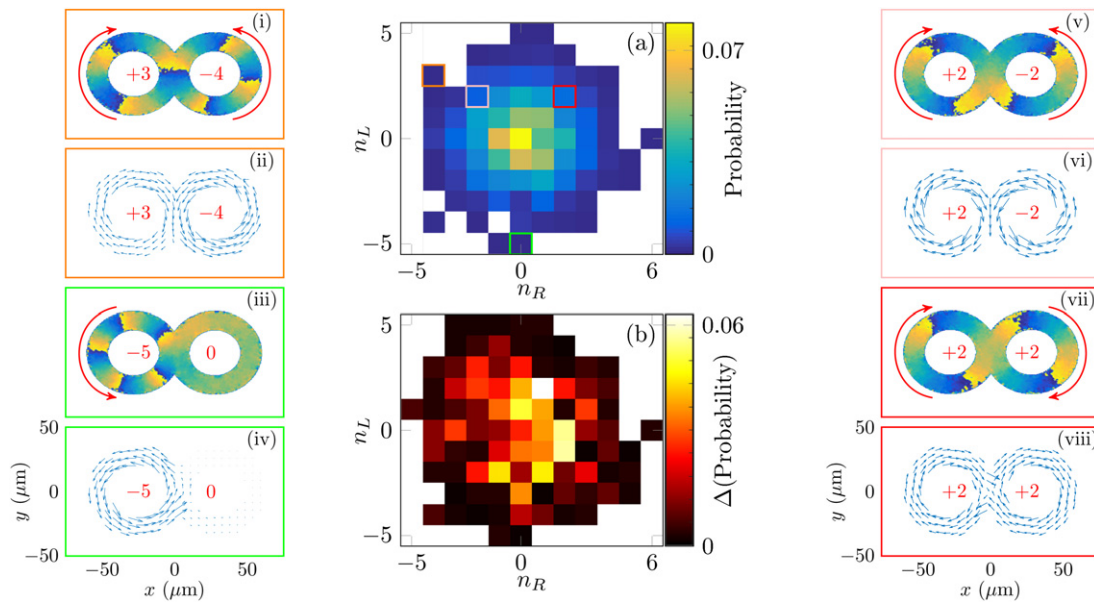 (i)
+3 −4
(ii)
+3 −4
(iii)
−5 0
50 (iv)
y (μm)
0
−5 0
−50
−50 0 50
x (μm)
5
(a)
n_L
0
−5
−5 0 6
n_R
0.07
Probability
0
5
(b)
n_L
0
−5
−5 0 6
n_R
0.06
Δ(Probability)
0
(v)
+2 −2
(vi)
+2 −2
(vii)
+2 +2
50 (viii)
y (μm)
0
+2 +2
−50
−50 0 50
x (μm)